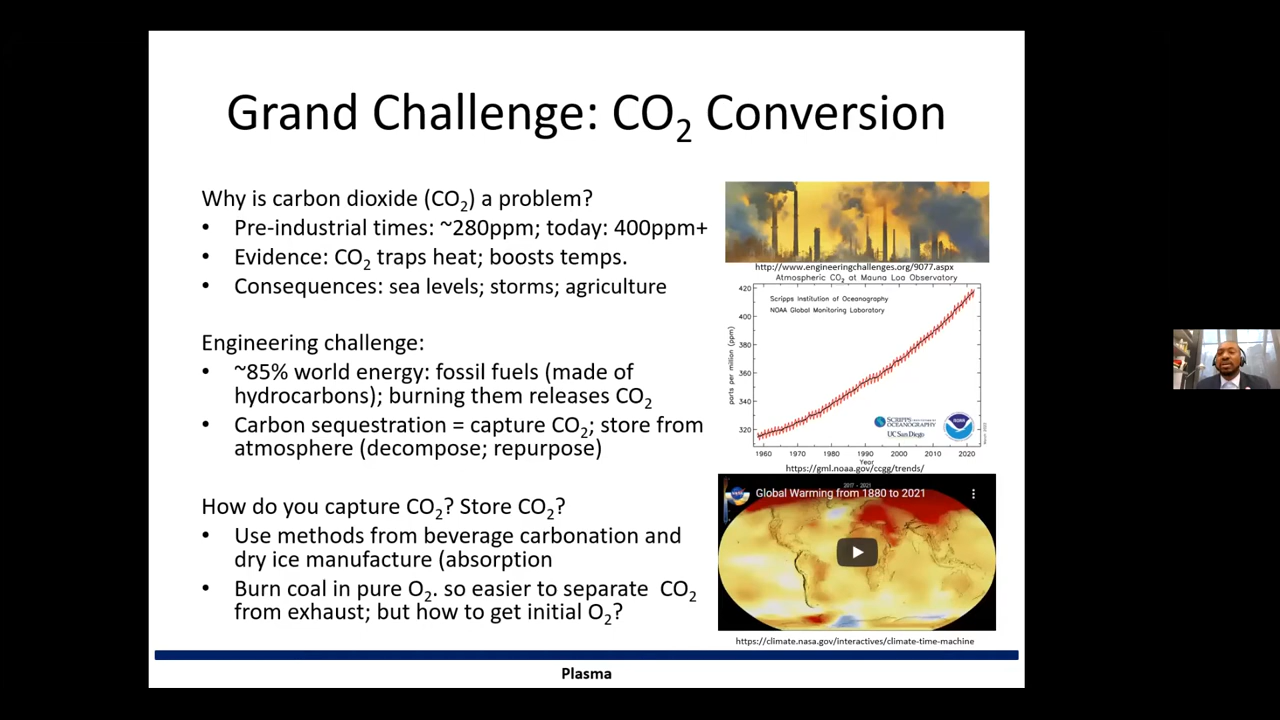 Grand Challenge: CO₂ Conversion
Why is carbon dioxide (CO₂) a problem?
• Pre-industrial times: ~280ppm; today: 400ppm+
• Evidence: CO₂ traps heat; boosts temps.
• Consequences: sea levels; storms; agriculture
Engineering challenge:
• ~85% world energy: fossil fuels (made of
hydrocarbons); burning them releases CO₂
• Carbon sequestration = capture CO₂; store from
atmosphere (decompose; repurpose)
How do you capture CO₂? Store CO₂?
• Use methods from beverage carbonation and
dry ice manufacture (absorption
• Burn coal in pure O₂. so easier to separate CO₂
from exhaust; but how to get initial O₂?
http://www.engineeringchallenges.org/9077.aspx
Atmospheric CO₂ at Mauna Loa Observatory
Scripps Institution of Oceanography
NOAA Global Monitoring Laboratory
parts per million (ppm)
420
400
380
360
340
320
SCRIPPS
OCEANOGRAPHY
UC San Diego
1960 1970 1980 1990 2000 2010 2020
Year
https://gml.noaa.gov/ccgg/trends/
2017 - 2021
Global Warming from 1880 to 2021
https://climate.nasa.gov/interactives/climate-time-machine
Plasma